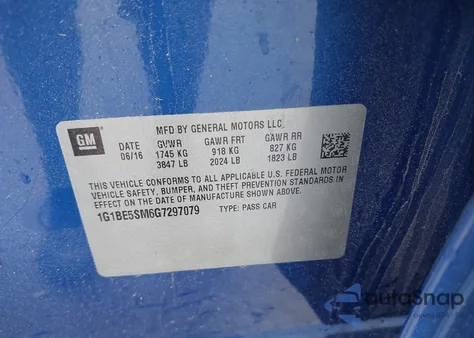 GM
MFD BY GENERAL MOTORS LLC.
DATE GVWR GAWR FRT GAWR RR
06/16 1745 KG 918 KG 827 KG
3847 LB 2024 LB 1823 LB
THIS VEHICLE CONFORMS TO ALL APPLICABLE U.S. FEDERAL MOTOR
VEHICLE SAFETY, BUMPER, AND THEFT PREVENTION STANDARDS IN
EFFECT ON THE DATE OF MANUFACTURE SHOWN ABOVE.
1G1BE5SM6G7297079 TYPE: PASS CAR
AutoSnap